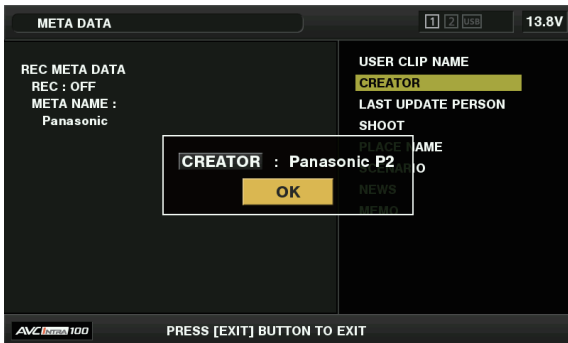 META DATA
1 2 USB
13.8V
REC META DATA
REC : OFF
META NAME :
Panasonic
USER CLIP NAME
CREATOR
LAST UPDATE PERSON
SHOOT
PLACE NAME
SCENARIO
NEWS
MEMO
CREATOR : Panasonic P2
OK
AVC INTRA 100
PRESS [EXIT] BUTTON TO EXIT